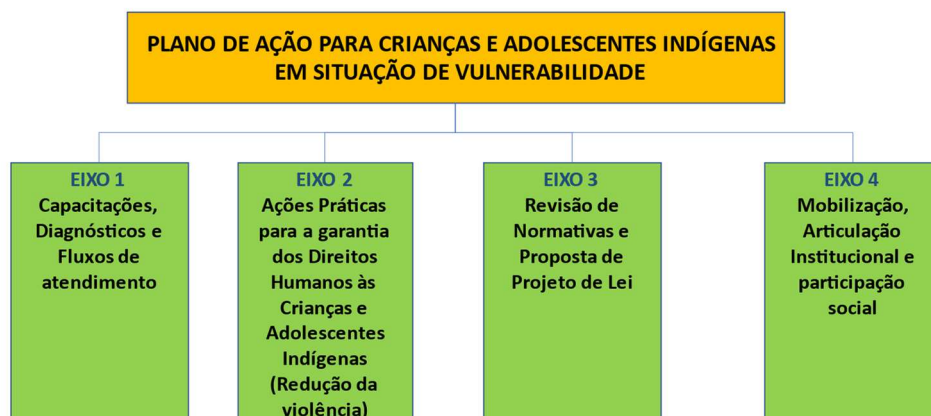 PLANO DE AÇÃO PARA CRIANÇAS E ADOLESCENTES INDÍGENAS
EM SITUAÇÃO DE VULNERABILIDADE
EIXO 1
Capacitações,
Diagnósticos e
Fluxos de
atendimento
EIXO 2
Ações Práticas
para a garantia
dos Direitos
Humanos às
Crianças e
Adolescentes
Indígenas
(Redução da
violência)
EIXO 3
Revisão de
Normativas e
Proposta de
Projeto de Lei
EIXO 4
Mobilização,
Articulação
Institucional e
participação
social